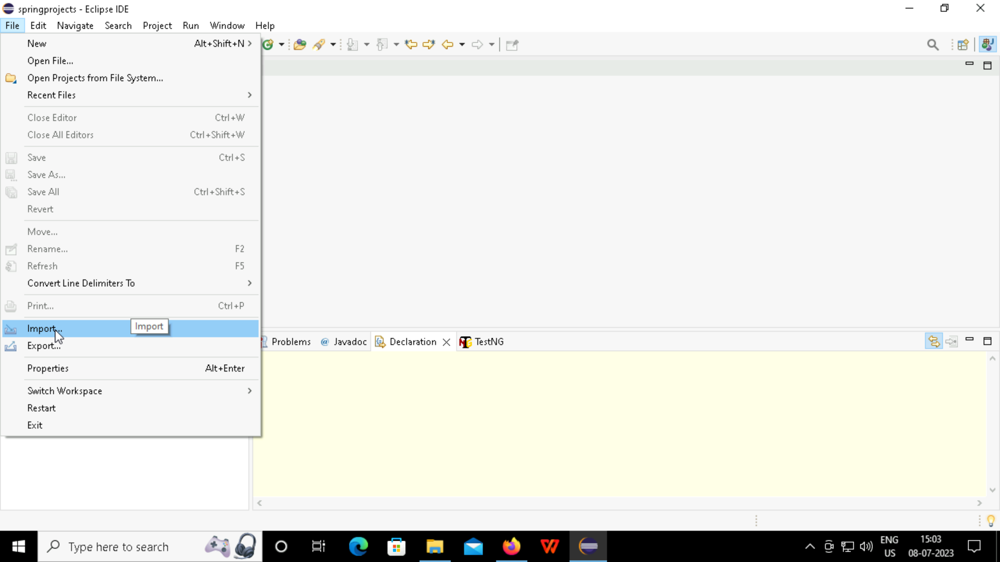 springprojects - Eclipse IDE
File Edit Navigate Search Project Run Window Help
New Alt+Shift+N
Open File...
Open Projects from File System...
Recent Files
Close Editor Ctrl+W
Close All Editors Ctrl+Shift+W
Save Ctrl+S
Save As...
Save All Ctrl+Shift+S
Revert
Move...
Rename... F2
Refresh F5
Convert Line Delimiters To
Print... Ctrl+P
Import... Import
Export...
Problems @ Javadoc Declaration TestNG
Properties Alt+Enter
Switch Workspace
Restart
Exit
Type here to search
ENG 15:03
US 08-07-2023